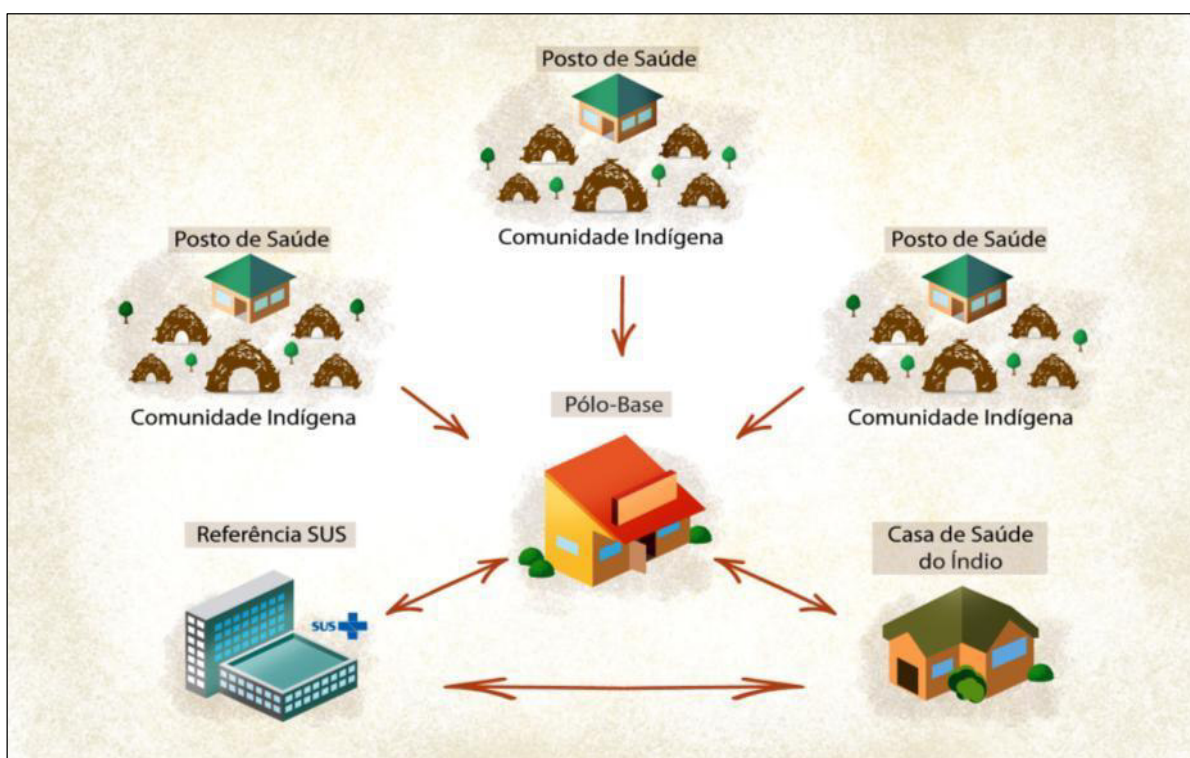 Posto de Saúde
Comunidade Indígena
Posto de Saúde
Comunidade Indígena
Posto de Saúde
Comunidade Indígena
Pólo-Base
Referência SUS
SUS
Casa de Saúde
do Índio